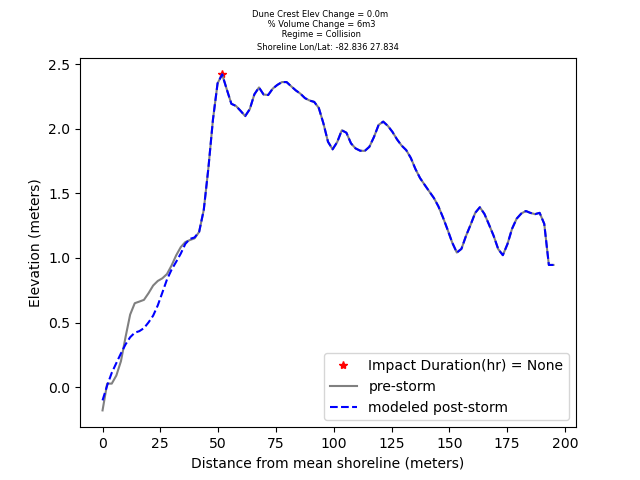 Dune Crest Elev Change = 0.0m
% Volume Change = 6m3
Regime = Collision
Shoreline Lon/Lat: -82.836 27.834
2.5
2.0
1.5
1.0
0.5
0.0
Elevation (meters)
Impact Duration(hr) = None
pre-storm
modeled post-storm
0 25 50 75 100 125 150 175 200
Distance from mean shoreline (meters)